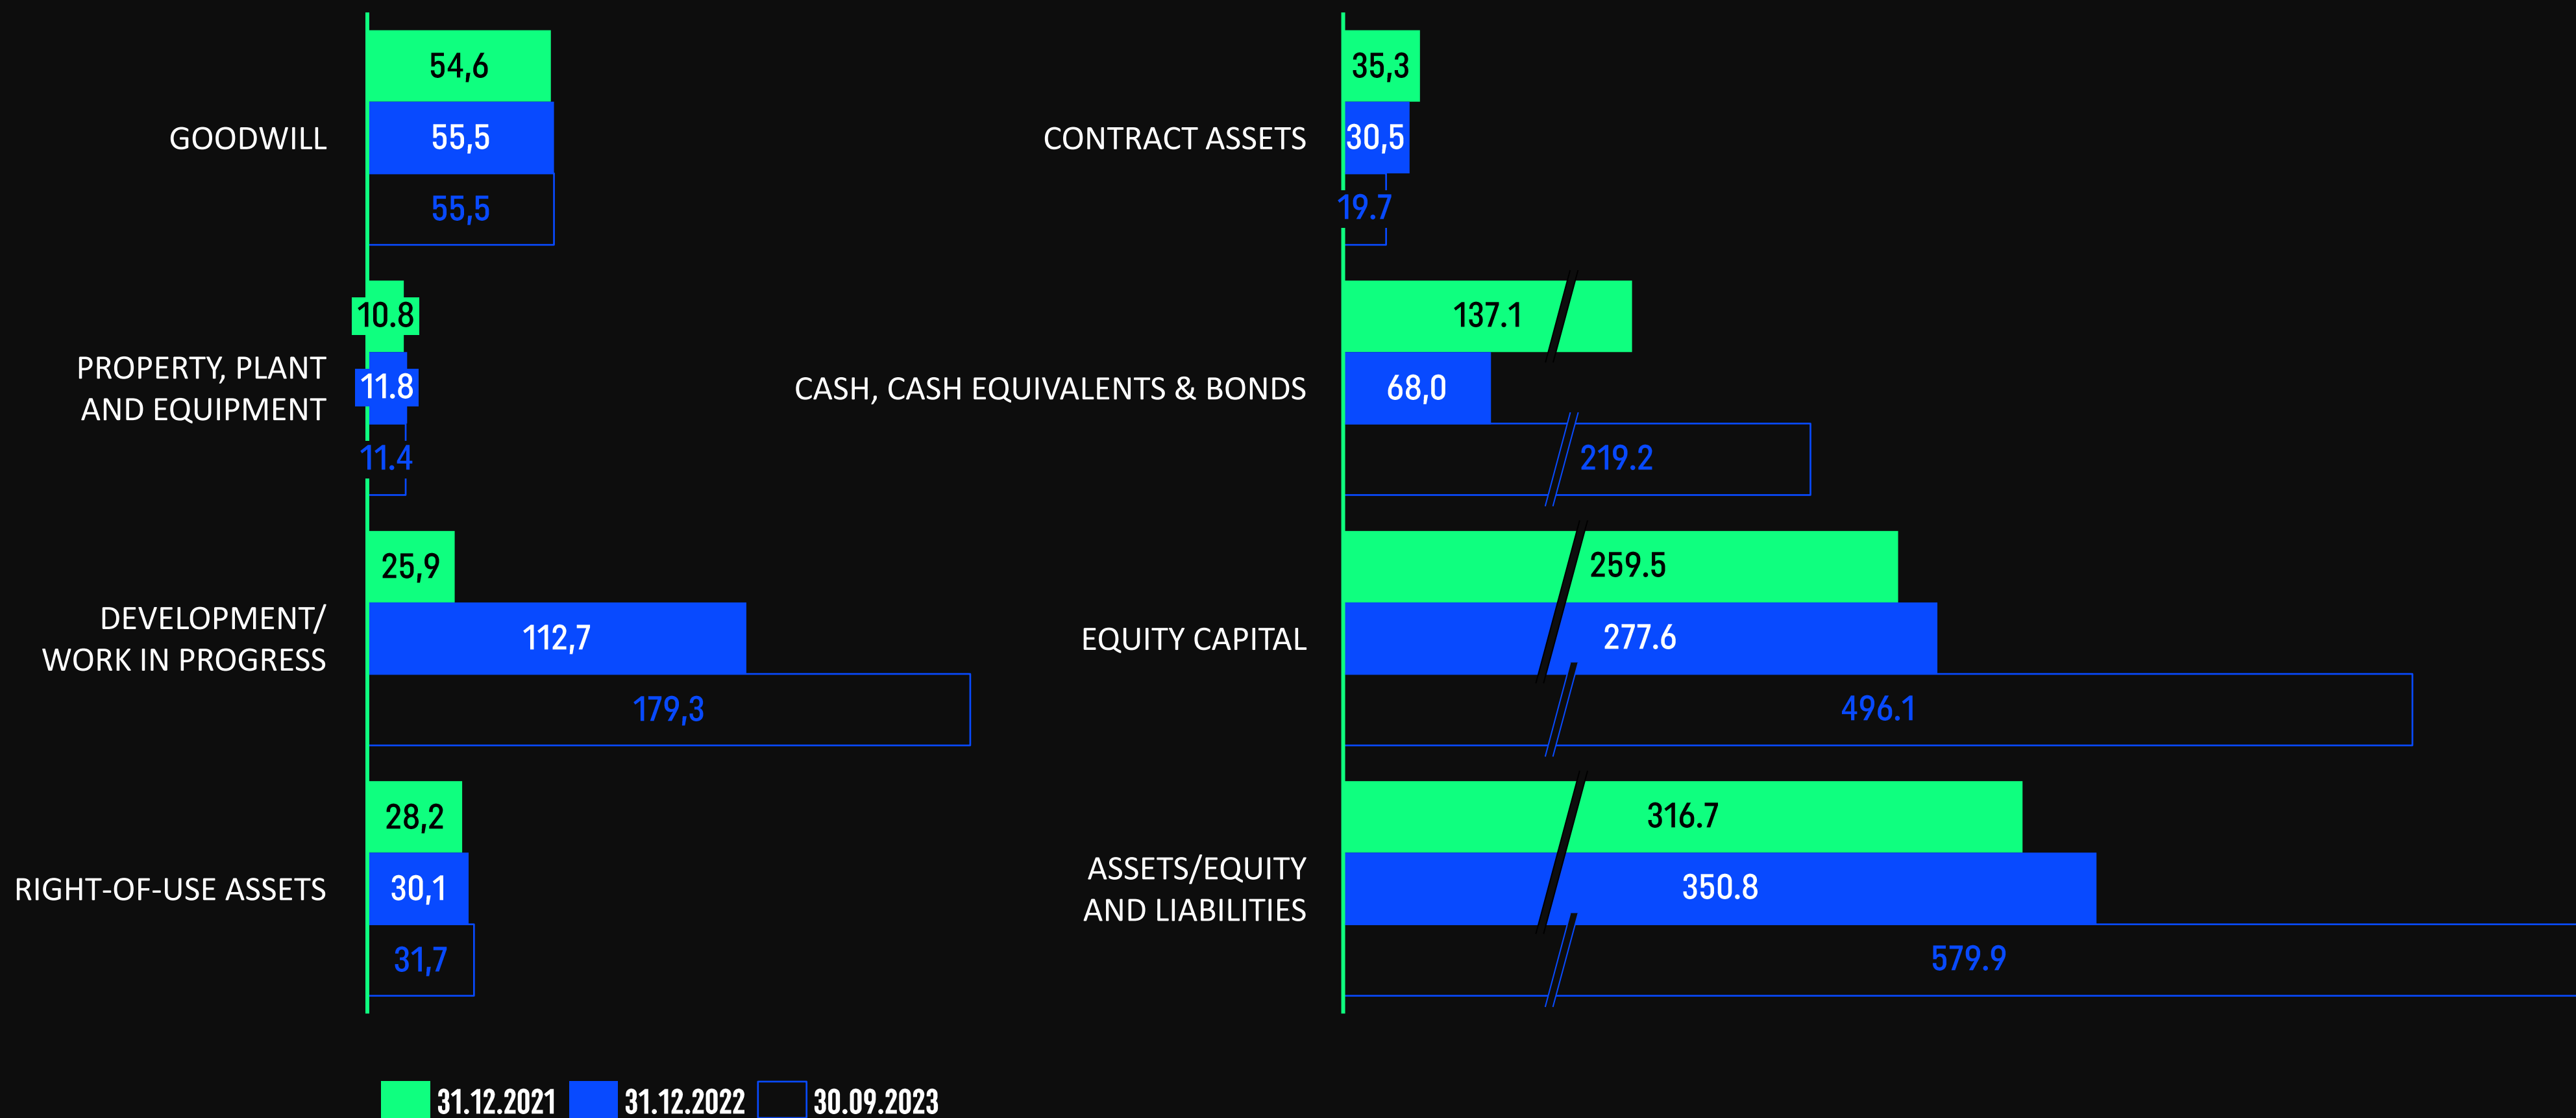 54,6
GOODWILL
55,5
55,5
10.8
PROPERTY, PLANT
AND EQUIPMENT
11.8
11.4
25,9
DEVELOPMENT/
WORK IN PROGRESS
112,7
179,3
28,2
RIGHT-OF-USE ASSETS
30,1
31,7
35,3
CONTRACT ASSETS
30,5
19.7
137.1
CASH, CASH EQUIVALENTS & BONDS
68,0
219.2
259.5
EQUITY CAPITAL
277.6
496.1
316.7
ASSETS/EQUITY
AND LIABILITIES
350.8
579.9
31.12.2021
31.12.2022
30.09.2023